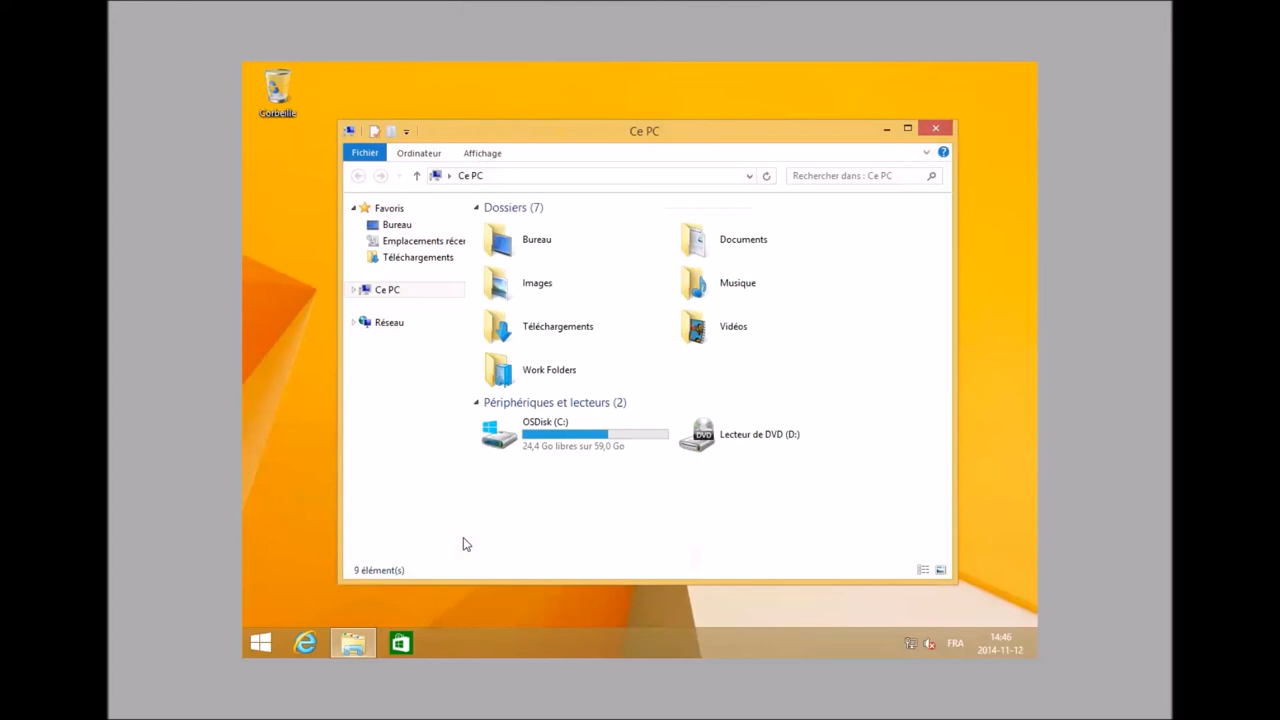 Corbeille
Ce PC
Fichier
Ordinateur
Affichage
Ce PC
Rechercher dans : Ce PC
Favoris
Bureau
Emplacements récer
Téléchargements
Ce PC
Réseau
Dossiers (7)
Bureau
Documents
Images
Musique
Téléchargements
Vidéos
Work Folders
Périphériques et lecteurs (2)
OSDisk (C:)
24,4 Go libres sur 59,0 Go
DVD
Lecteur de DVD (D:)
9 élément(s)
FRA
14:46
2014-11-12